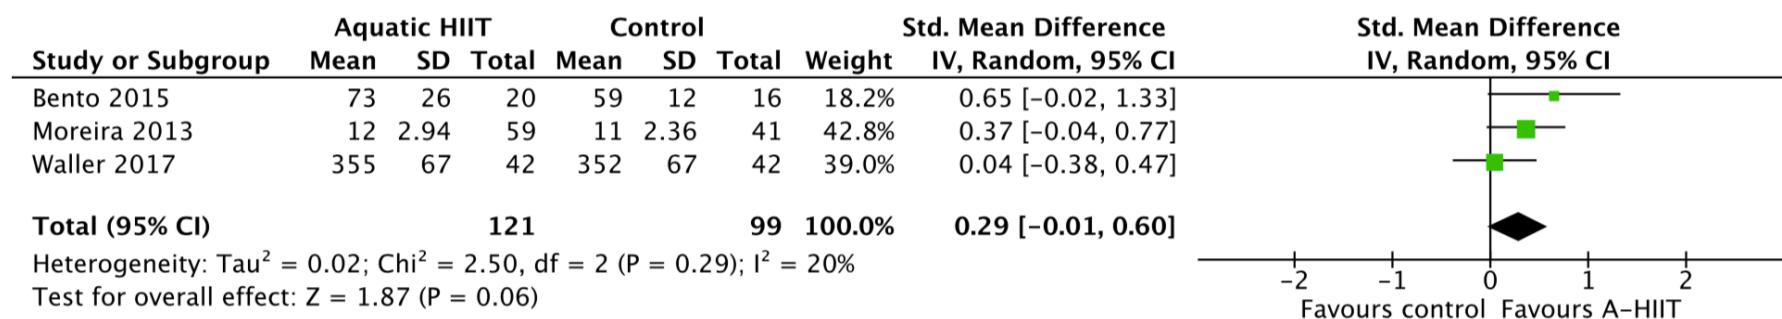 Aquatic HIIT Control Std. Mean Difference Std. Mean Difference
Study or Subgroup Mean SD Total Mean SD Total Weight IV, Random, 95% CI IV, Random, 95% CI
Bento 2015 73 26 20 59 12 16 18.2% 0.65 [−0.02, 1.33]
Moreira 2013 12 2.94 59 11 2.36 41 42.8% 0.37 [−0.04, 0.77]
Waller 2017 355 67 42 352 67 42 39.0% 0.04 [−0.38, 0.47]
Total (95% CI) 121 99 100.0% 0.29 [−0.01, 0.60]
Heterogeneity: Tau² = 0.02; Chi² = 2.50, df = 2 (P = 0.29); I² = 20%
Test for overall effect: Z = 1.87 (P = 0.06)
−2 −1 0 1 2
Favours control Favours A−HIIT